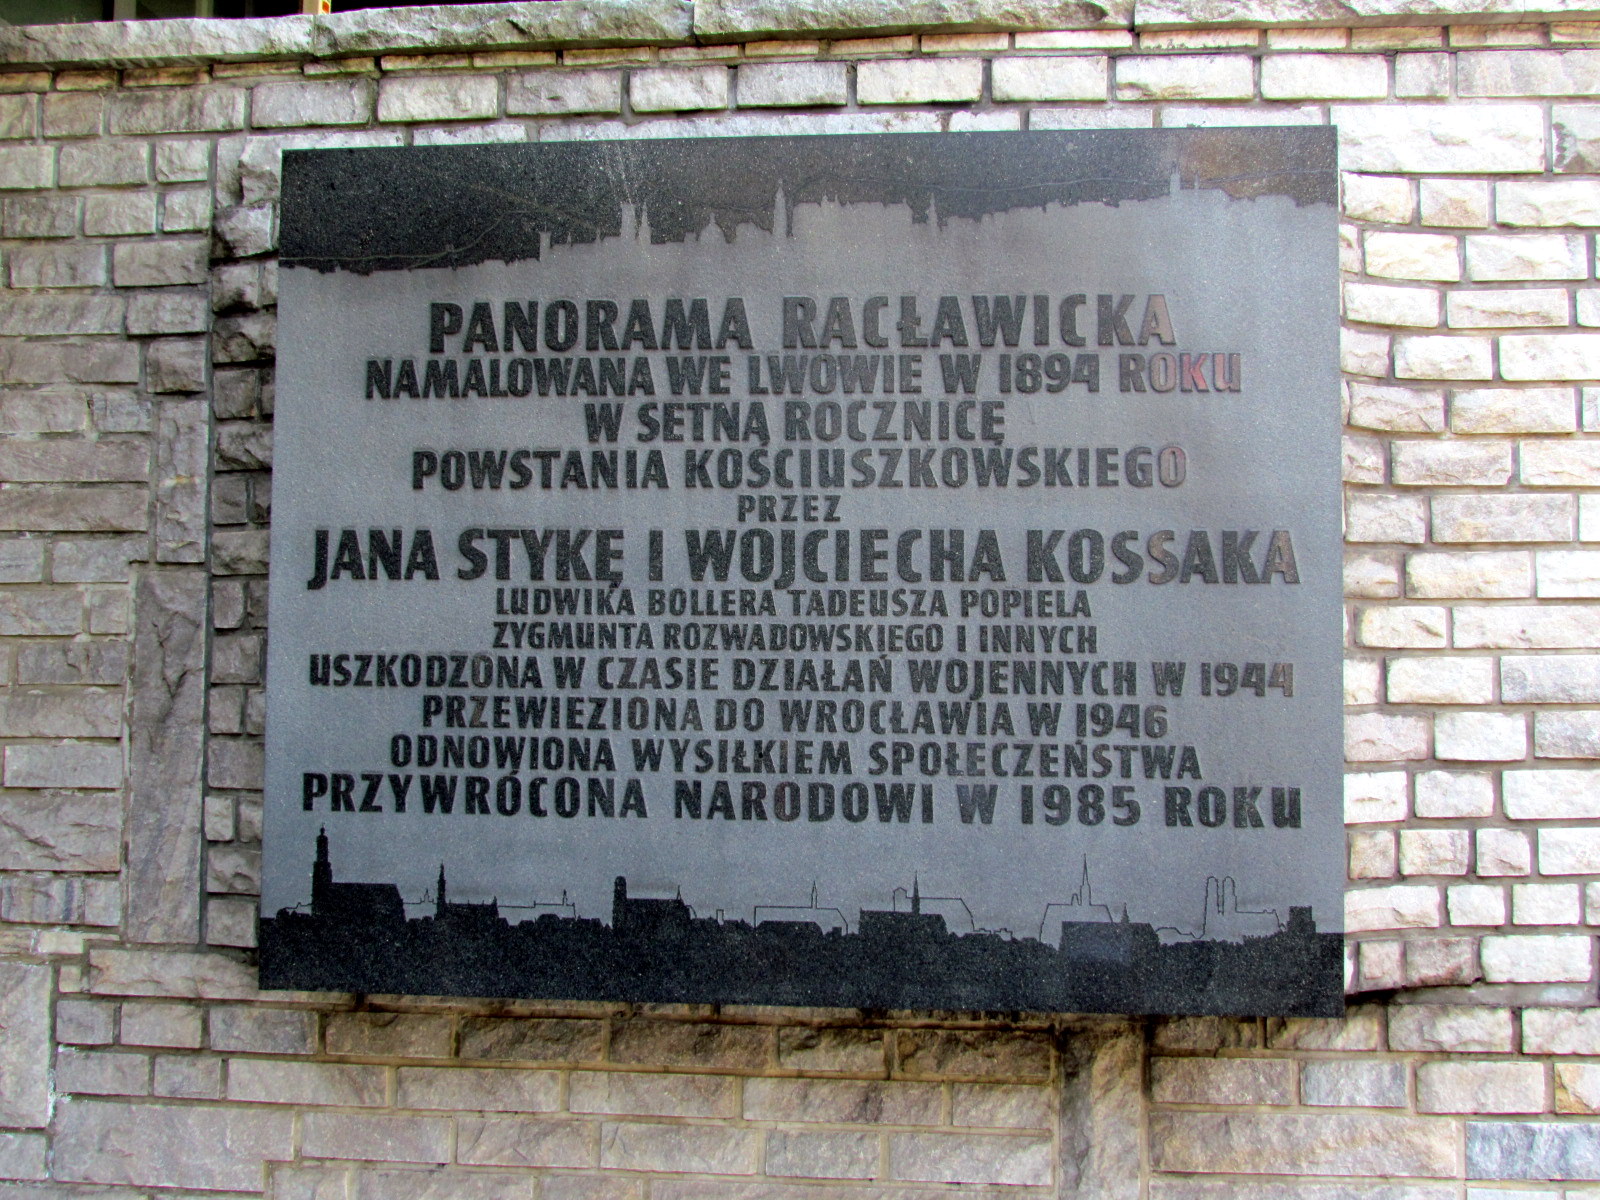 PANORAMA RACŁAWICKA
NAMALOWANA WE LWOWIE W 1894 ROKU
W SETNĄ ROCZNICĘ
POWSTANIA KOŚCIUSZKOWSKIEGO
PRZEZ
JANA STYKĘ I WOJCIECHA KOSSAKA
LUDWIKA BOLLERA TADEUSZA POPIELA
ZYGMUNTA ROZWADOWSKIEGO I INNYCH
USZKODZONA W CZASIE DZIAŁAŃ WOJENNYCH W 1944
PRZEWIEZIONA DO WROCŁAWIA W 1946
ODNOWIONA WYSIŁKIEM SPOŁECZEŃSTWA
PRZYWRÓCONA NARODOWI W 1985 ROKU